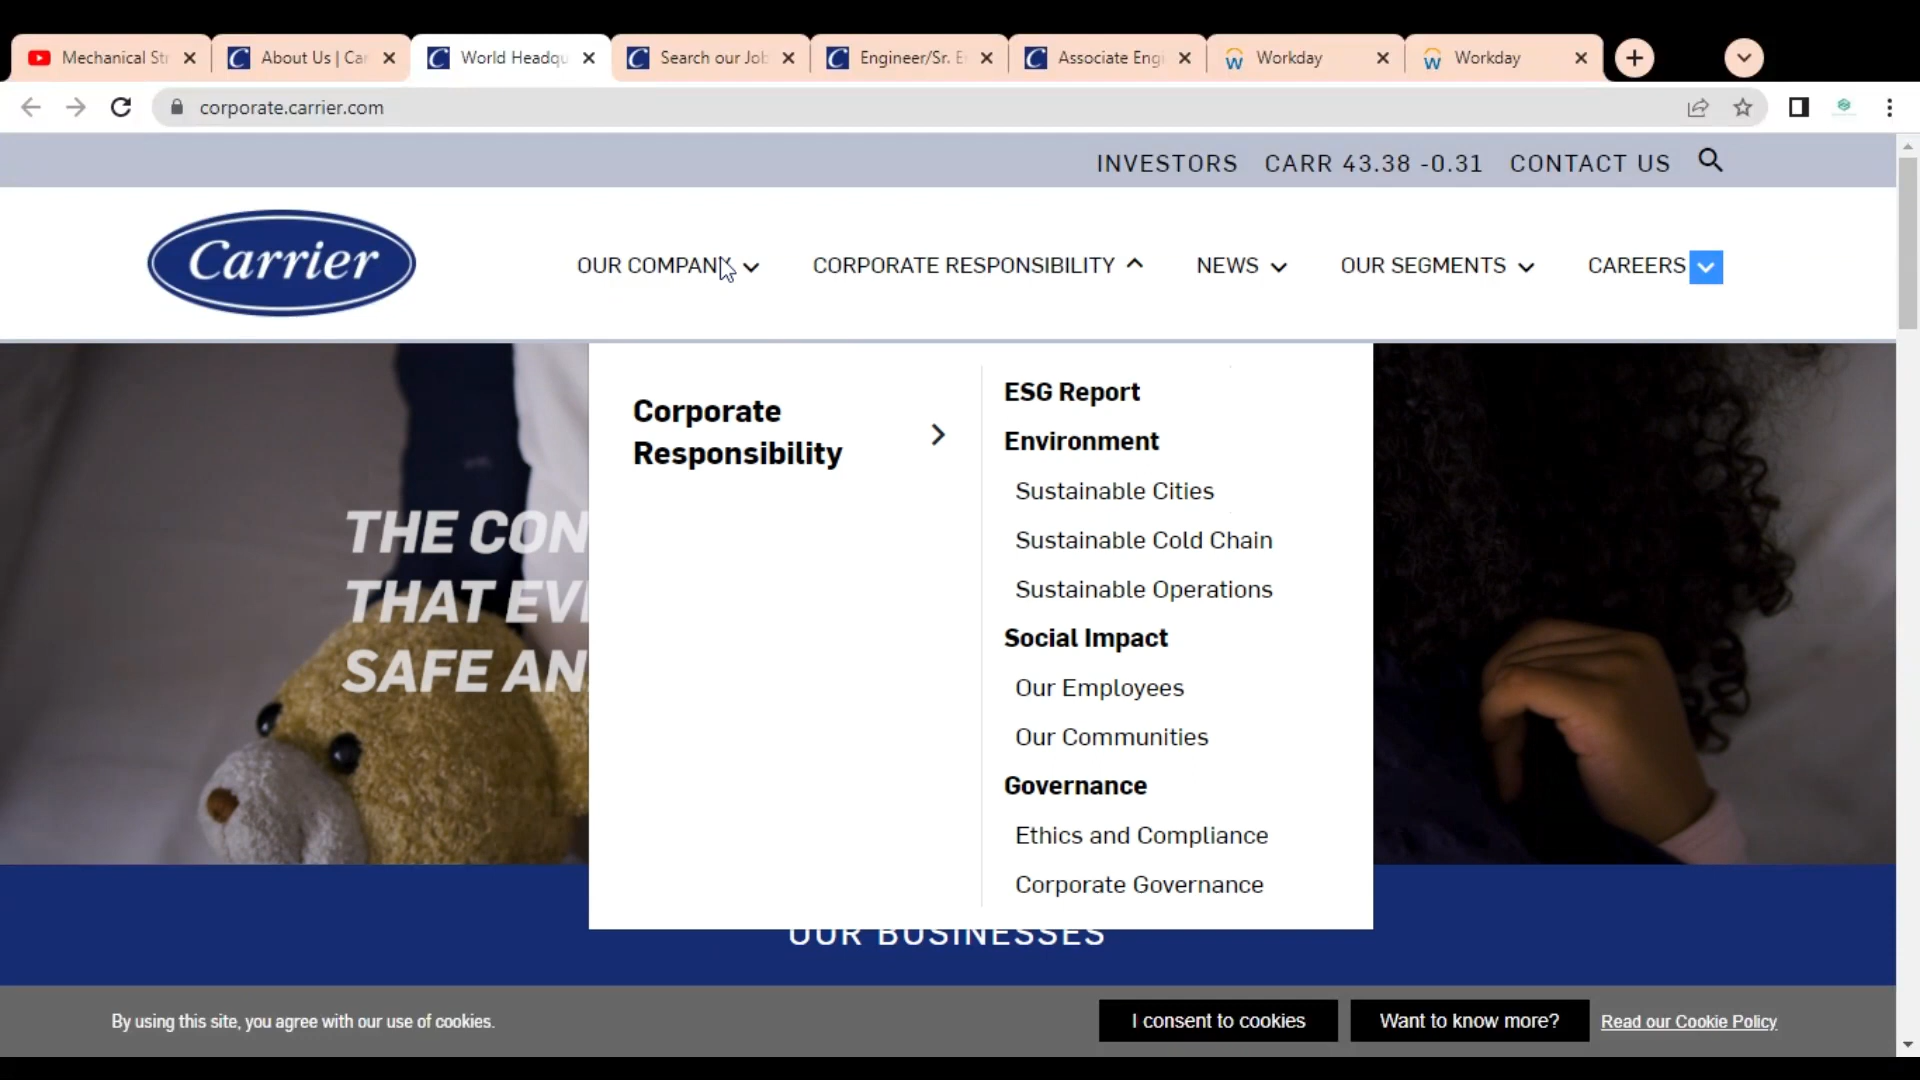 Mechanical Str
About Us | Car
World Headqu
Search our Job
Engineer/Sr. E
Associate Engi
Workday
Workday
corporate.carrier.com
INVESTORS CARR 43.38 -0.31 CONTACT US
Carrier
OUR COMPANY
CORPORATE RESPONSIBILITY
NEWS
OUR SEGMENTS
CAREERS
Corporate
Responsibility
ESG Report
Environment
Sustainable Cities
Sustainable Cold Chain
Sustainable Operations
Social Impact
Our Employees
Our Communities
Governance
Ethics and Compliance
Corporate Governance
THE CON
THAT EVE
SAFE AN
OUR BUSINESSES
By using this site, you agree with our use of cookies.
I consent to cookies
Want to know more?
Read our Cookie Policy